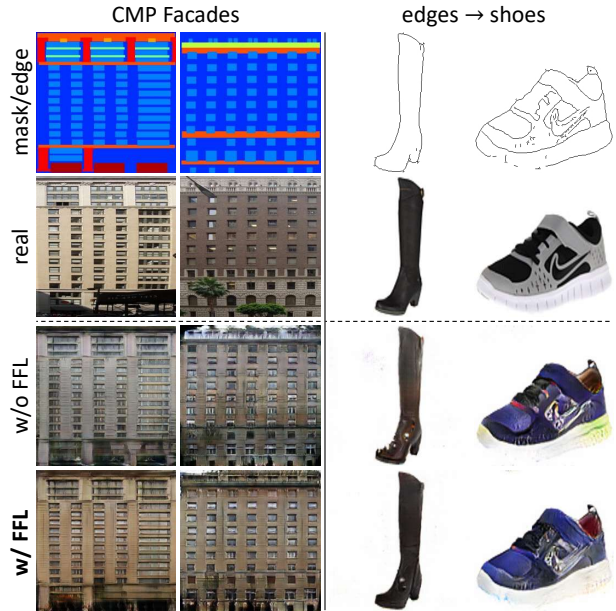 CMP Facades
edges → shoes
mask/edge
real
w/o FFL
w/ FFL